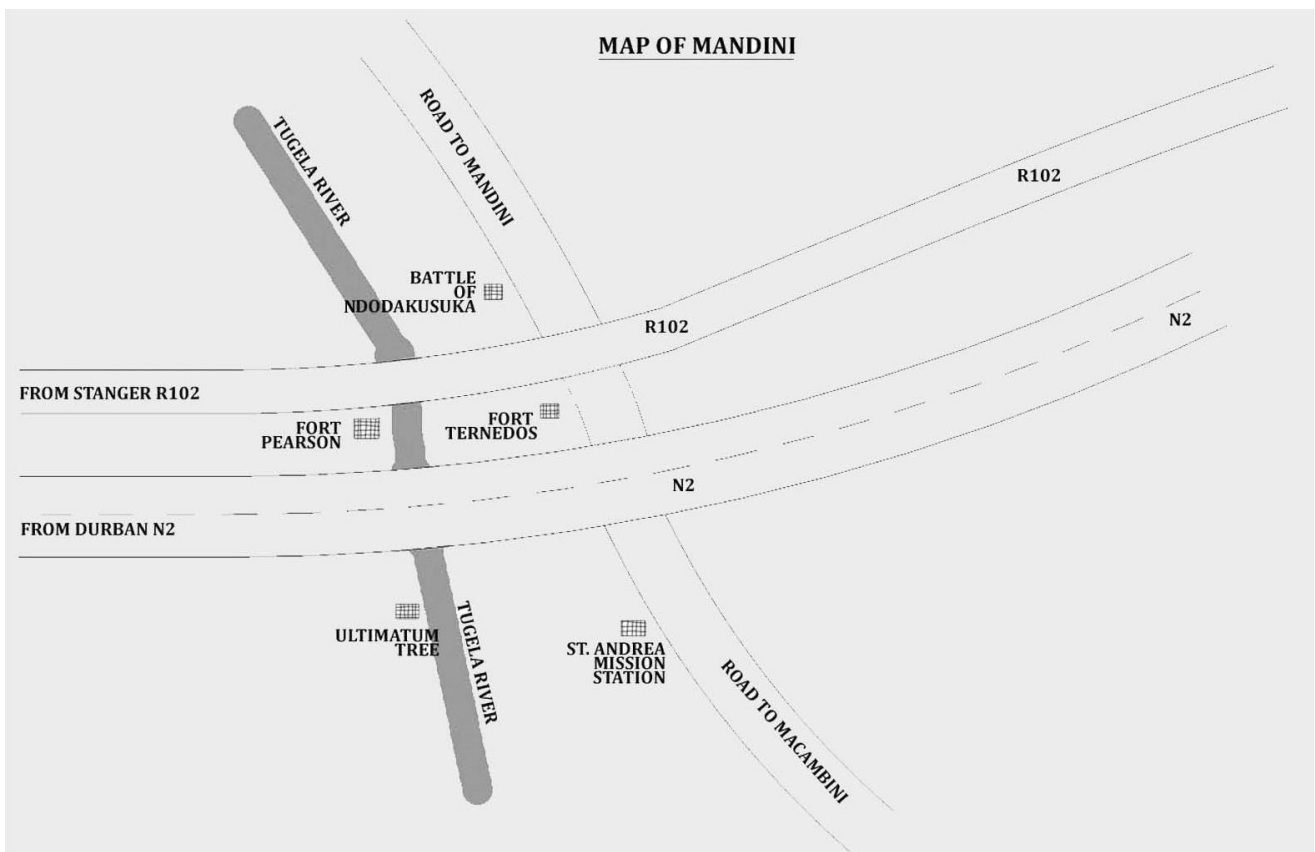 MAP OF MANDINI
TUGELA RIVER
ROAD TO MANDINI
R102
BATTLE
OF
NDODAKUSUKA
R102
N2
FROM STANGER R102
FORT
PEARSON
FORT
TERNEDOS
N2
FROM DURBAN N2
ULTIMATUM
TREE
TUGELA RIVER
ST. ANDREA
MISSION
STATION
ROAD TO MACAMBINI